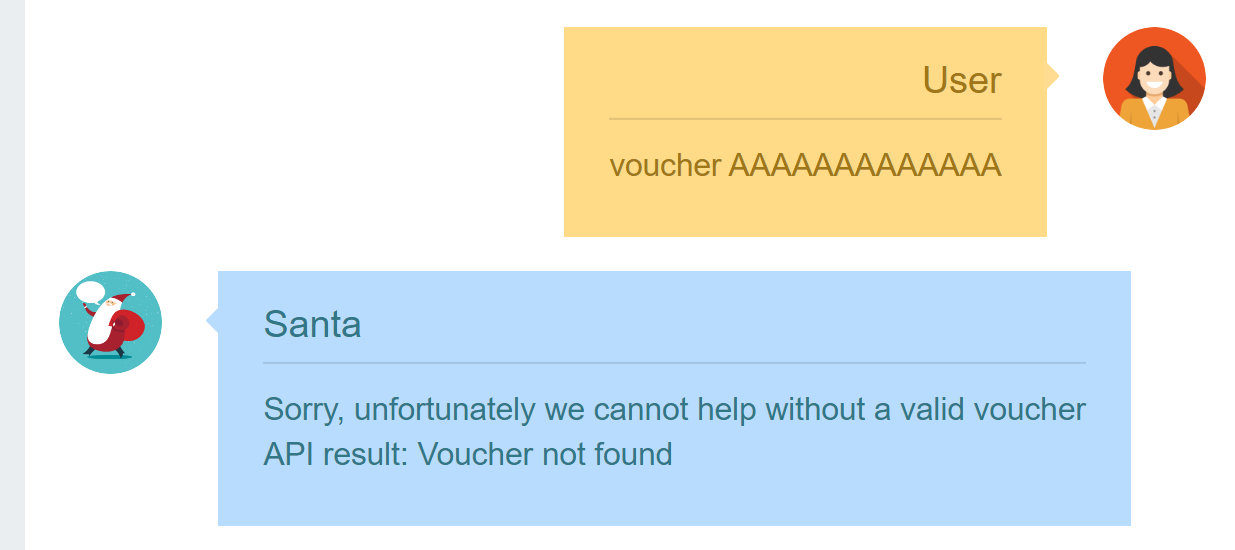 User
voucher AAAAAAAAAAAAA
Santa
Sorry, unfortunately we cannot help without a valid voucher
API result: Voucher not found